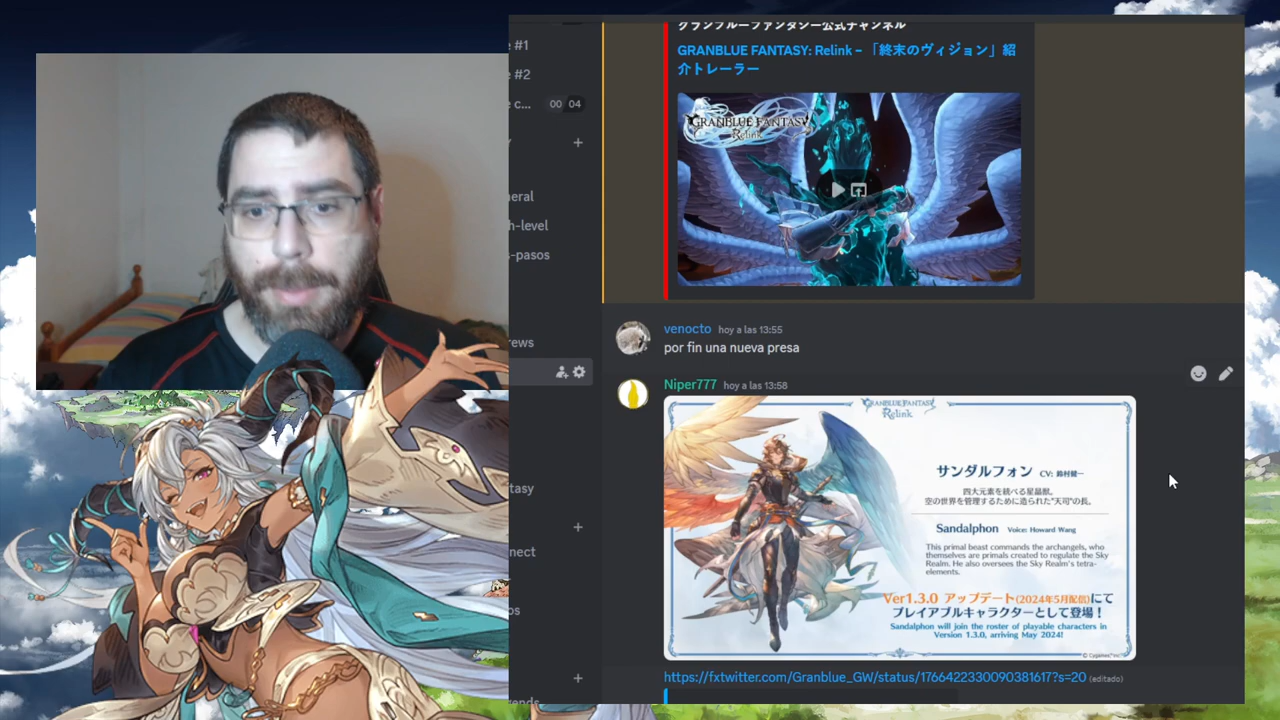 #1
#2
00 04
グランブルーファンタジー公式チャンネル
GRANBLUE FANTASY: Relink – 「終末のヴィジョン」紹
介トレーラー
GRANBLUE FANTASY
Relink
eneral
h-level
-pasos
rews
tasy
nnect
os
ends
venocto hoy a las 13:55
por fin una nueva presa
Niper777 hoy a las 13:58
GRANBLUE FANTASY
Relink
サンダルフォン CV: 鈴村健一
四大元素を統べる星晶獣。
空の世界を管理するために造られた"天司"の長。
Sandalphon Voice: Howard Wang
This primal beast commands the archangels, who
themselves are primals created to regulate the Sky
Realm. He also oversees the Sky Realm's tetra-
elements.
Ver1.3.0 アップデート(2024年5月配信)にて
プレイアブルキャラクターとして登場！
Sandalphon will join the roster of playable characters in
Version 1.3.0, arriving May 2024!
© Cygames, Inc.
https://fxtwitter.com/Granblue_GW/status/1766422330090381617?s=20 (editado)